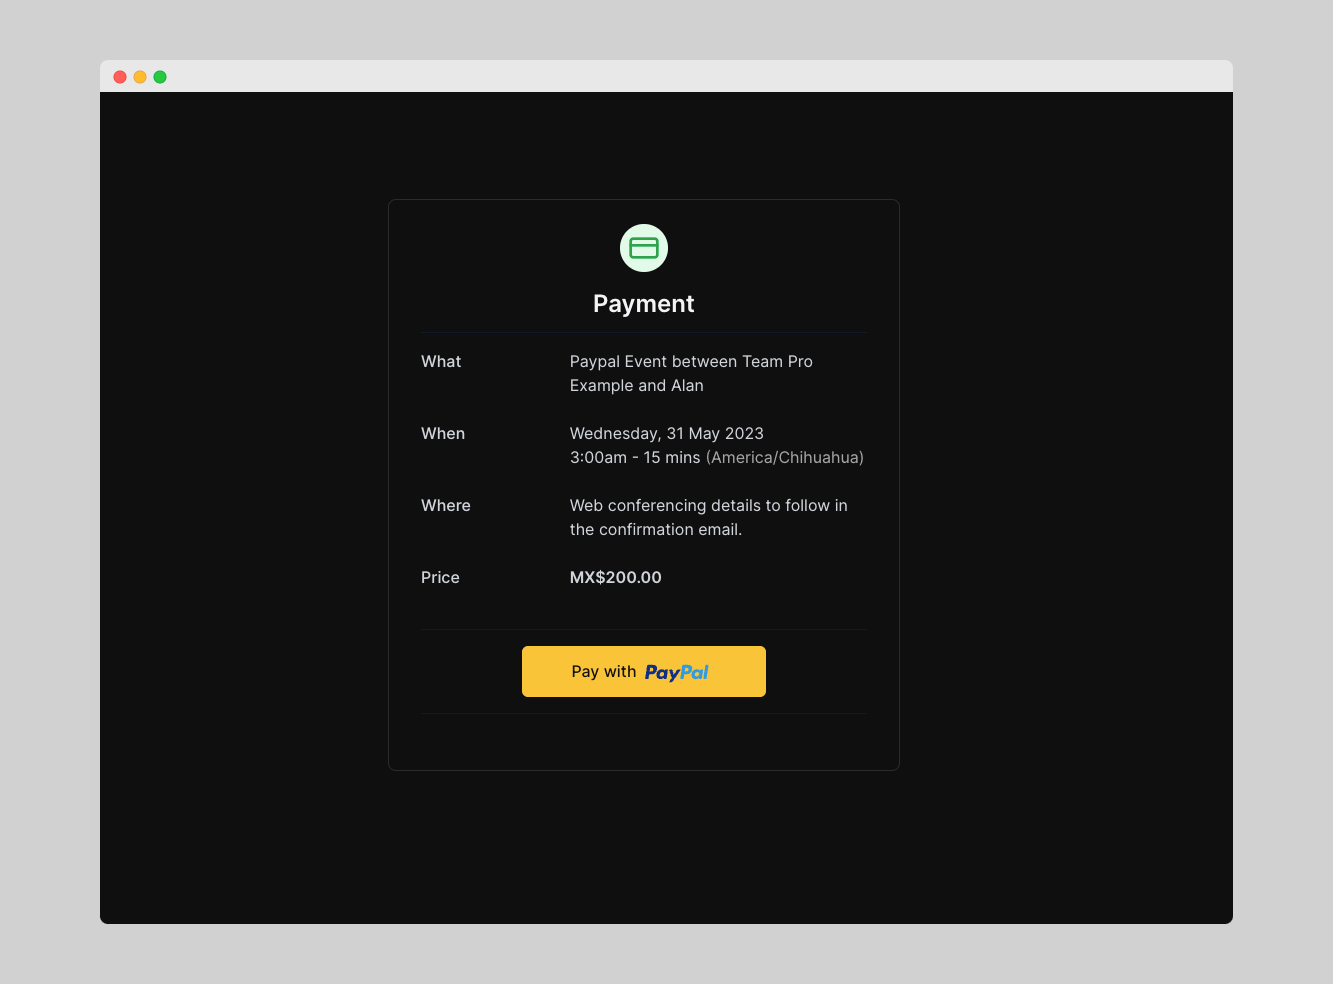 Payment
What
Paypal Event between Team Pro
Example and Alan
When
Wednesday, 31 May 2023
3:00am - 15 mins (America/Chihuahua)
Where
Web conferencing details to follow in
the confirmation email.
Price
MX$200.00
Pay with PayPal